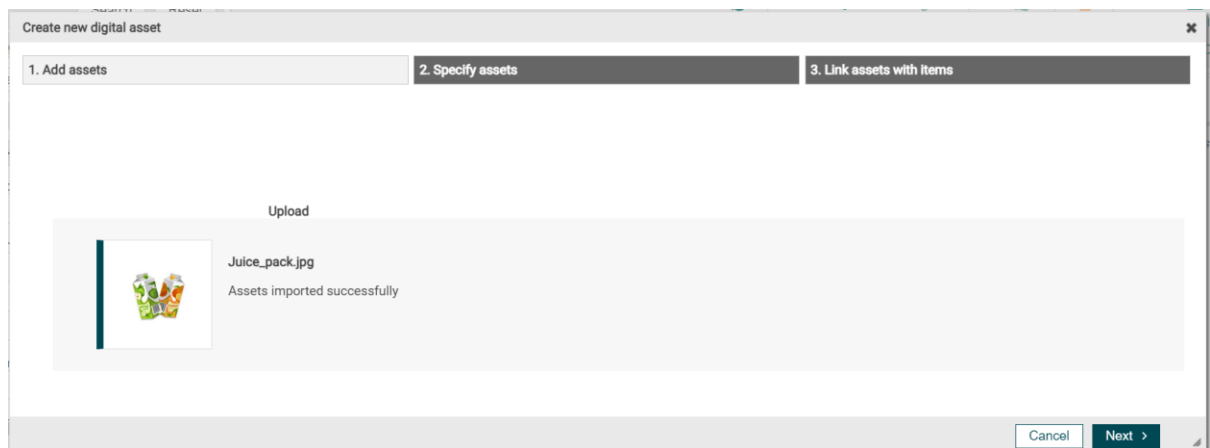 Create new digital asset
1. Add assets
2. Specify assets
3. Link assets with items
Upload
Juice_pack.jpg
Assets imported successfully
Cancel
Next >